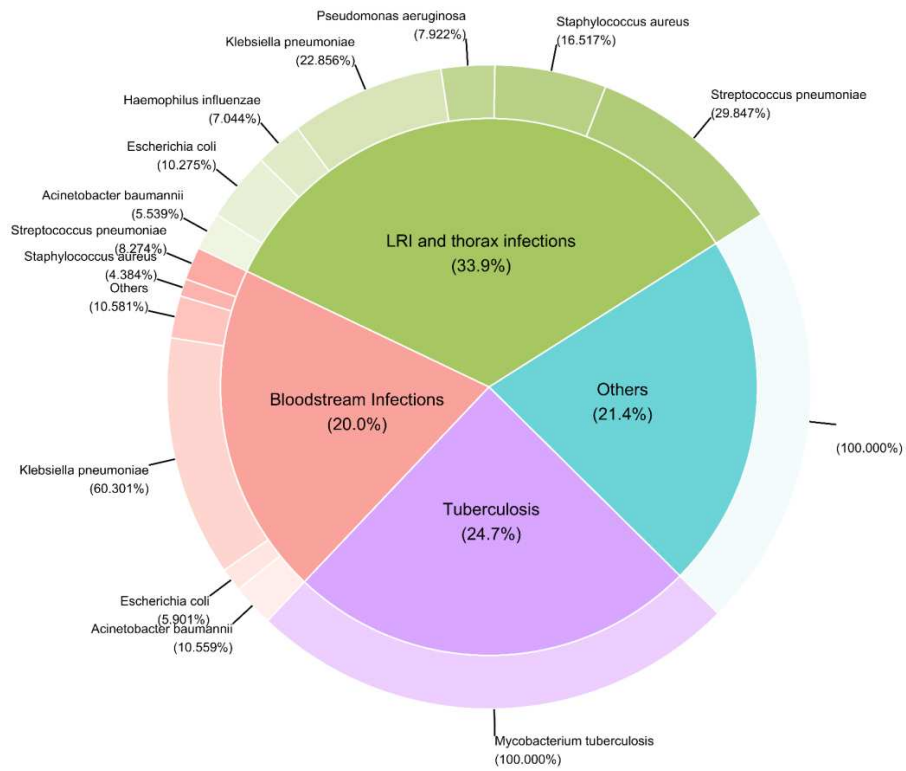 Pseudomonas aeruginosa
(7.922%)
Staphylococcus aureus
(16.517%)
Klebsiella pneumoniae
(22.856%)
Streptococcus pneumoniae
(29.847%)
Haemophilus influenzae
(7.044%)
Escherichia coli
(10.275%)
Acinetobacter baumannii
(5.539%)
Streptococcus pneumoniae
(8.274%)
Staphylococcus aureus
(4.384%)
Others
(10.581%)
LRI and thorax infections
(33.9%)
Bloodstream Infections
(20.0%)
Others
(21.4%)
(100.000%)
Klebsiella pneumoniae
(60.301%)
Tuberculosis
(24.7%)
Escherichia coli
(5.901%)
Acinetobacter baumannii
(10.559%)
Mycobacterium tuberculosis
(100.000%)